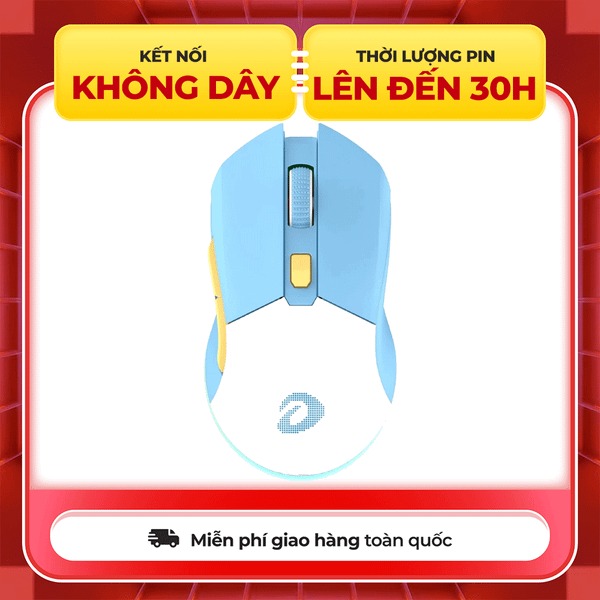 KẾT NỐI
KHÔNG DÂY
THỜI LƯỢNG PIN
LÊN ĐẾN 30H
Miễn phí giao hàng toàn quốc